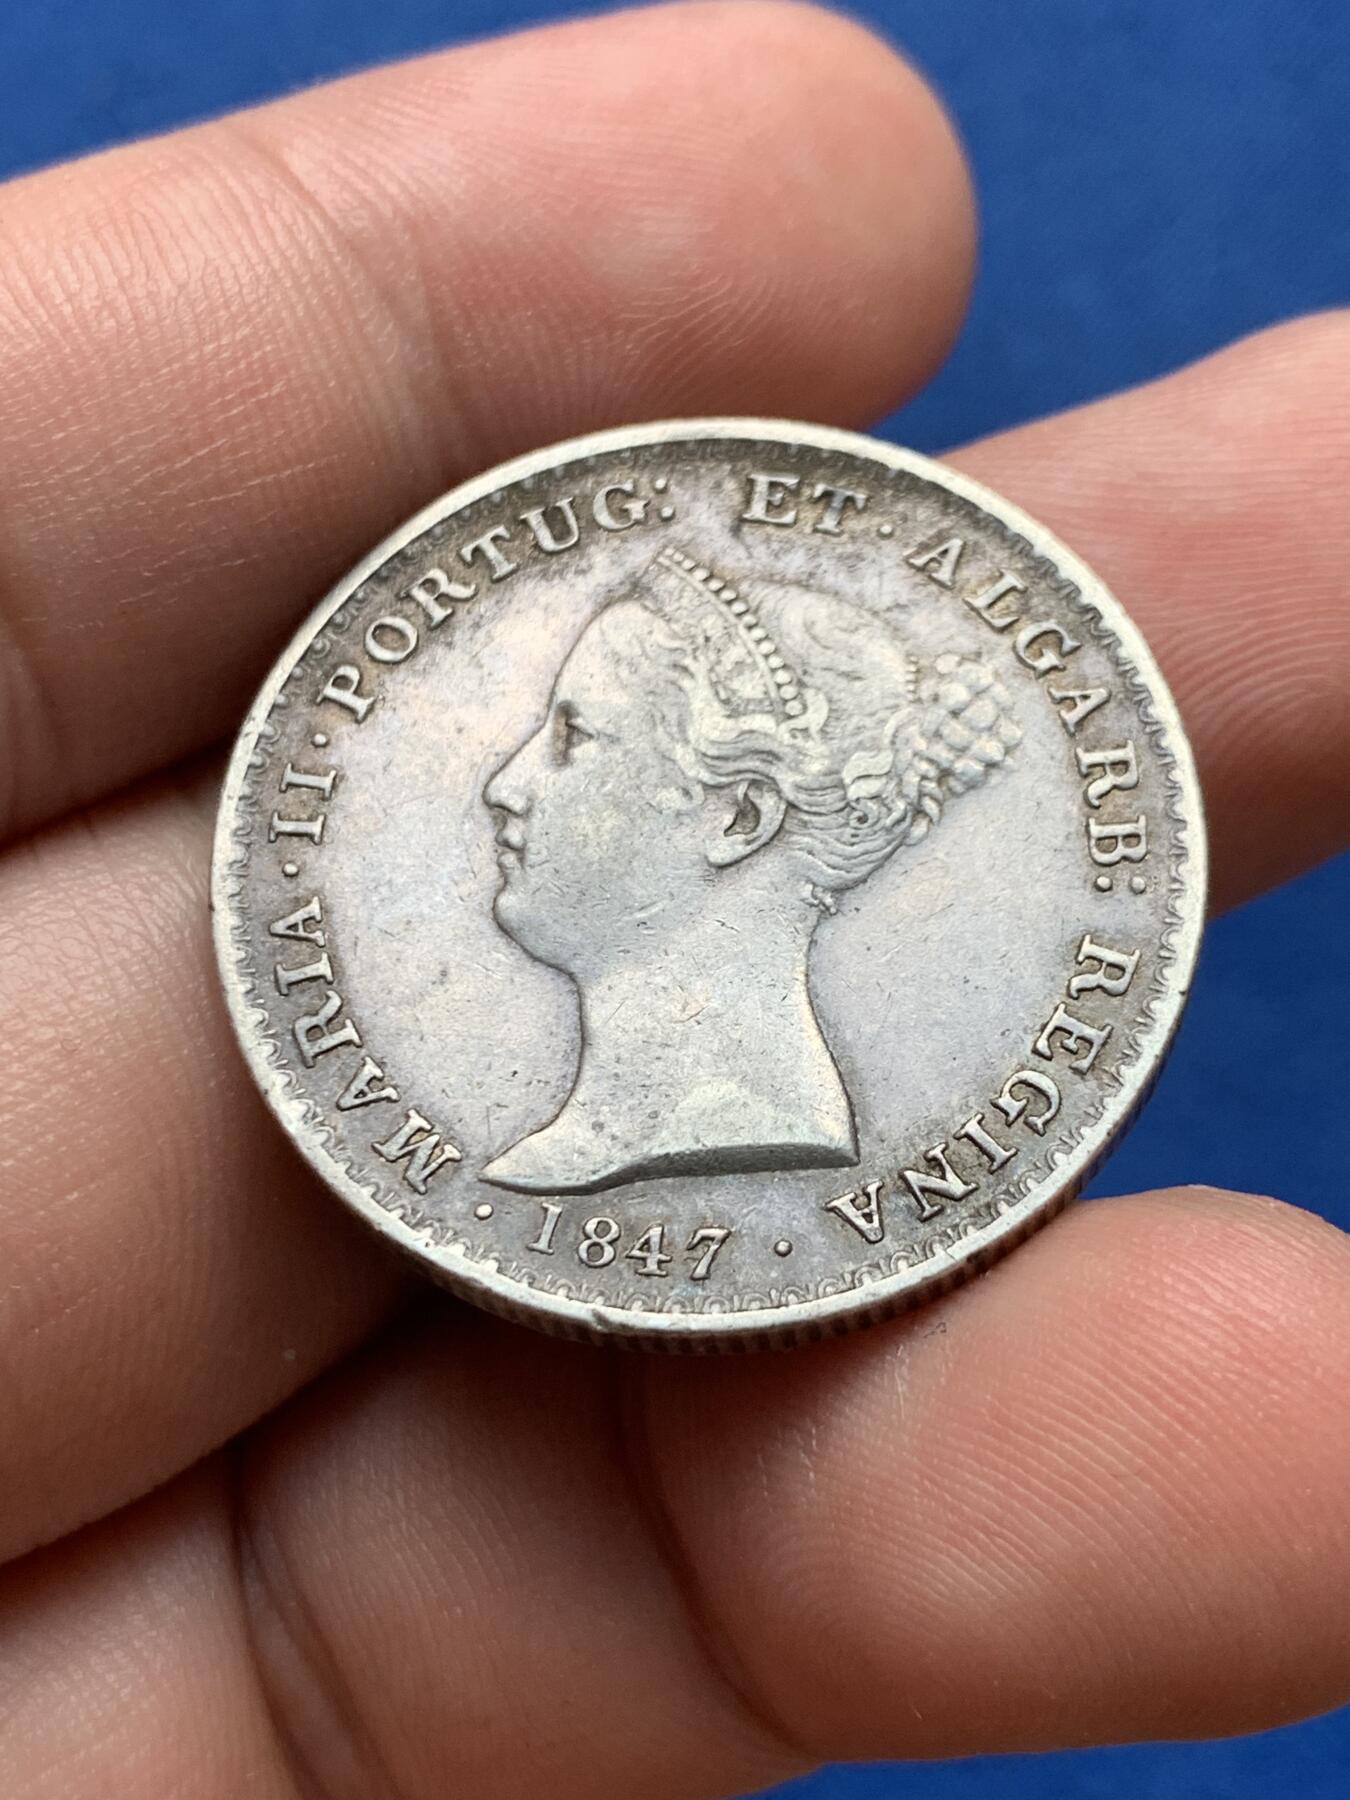 MARIA · II · PORTUG: ET · ALGARB: REGINA
· 1847 ·